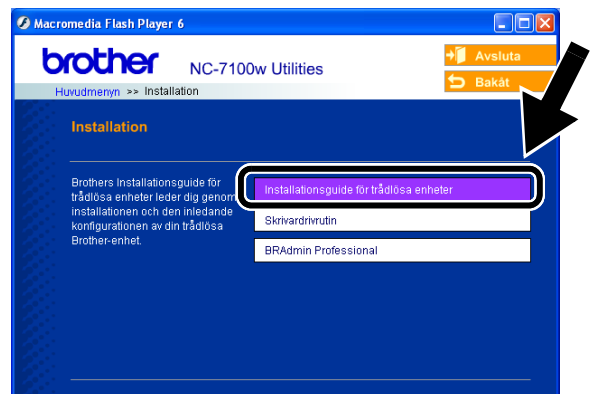 Macromedia Flash Player 6
brother
NC-7100w Utilities
Avsluta
Bakåt
Huvudmenyn >> Installation
Installation
Brothers Installationsguide för
trådlösa enheter leder dig genom
installationen och den inledande
konfigurationen av din trådlösa
Brother-enhet.
Installationsguide för trådlösa enheter
Skrivardrivrutin
BRAdmin Professional